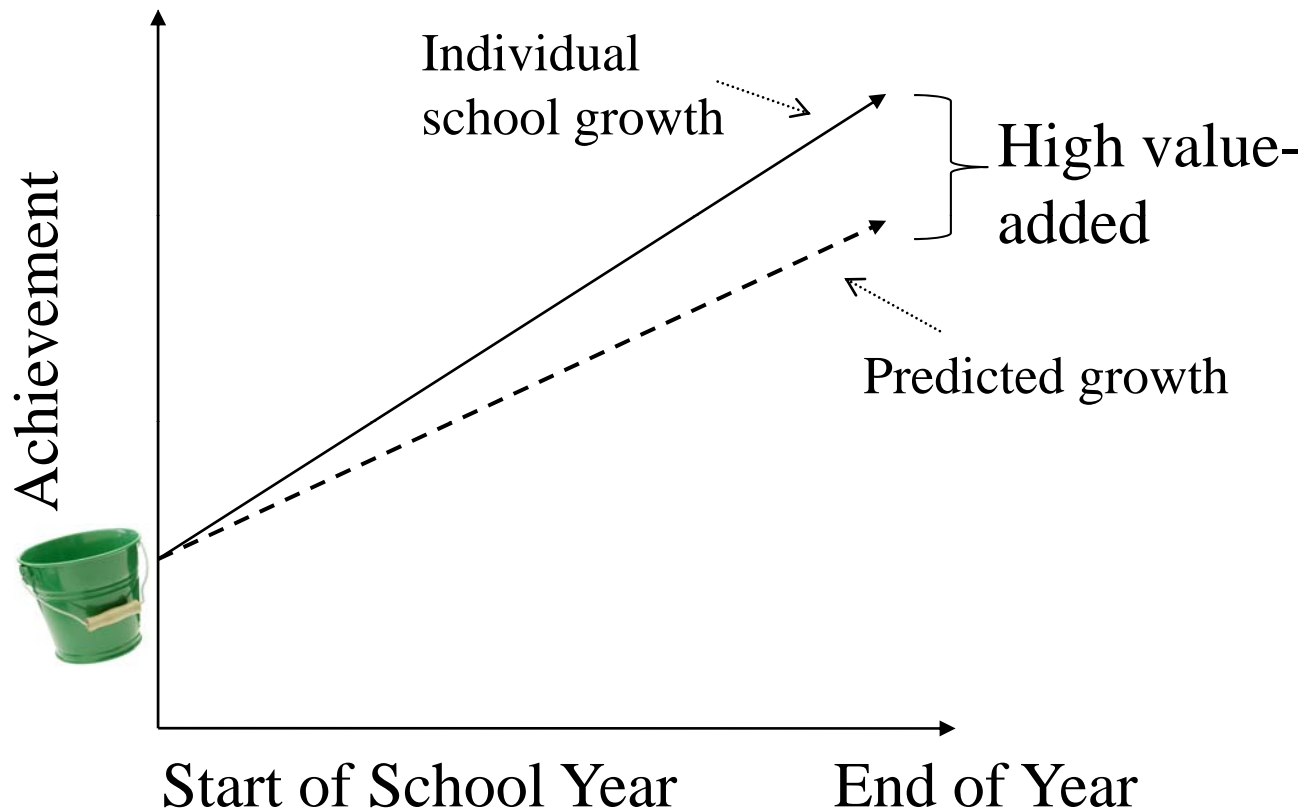 Individual
school growth
High value-
added
Achievement
Predicted growth
Start of School Year
End of Year